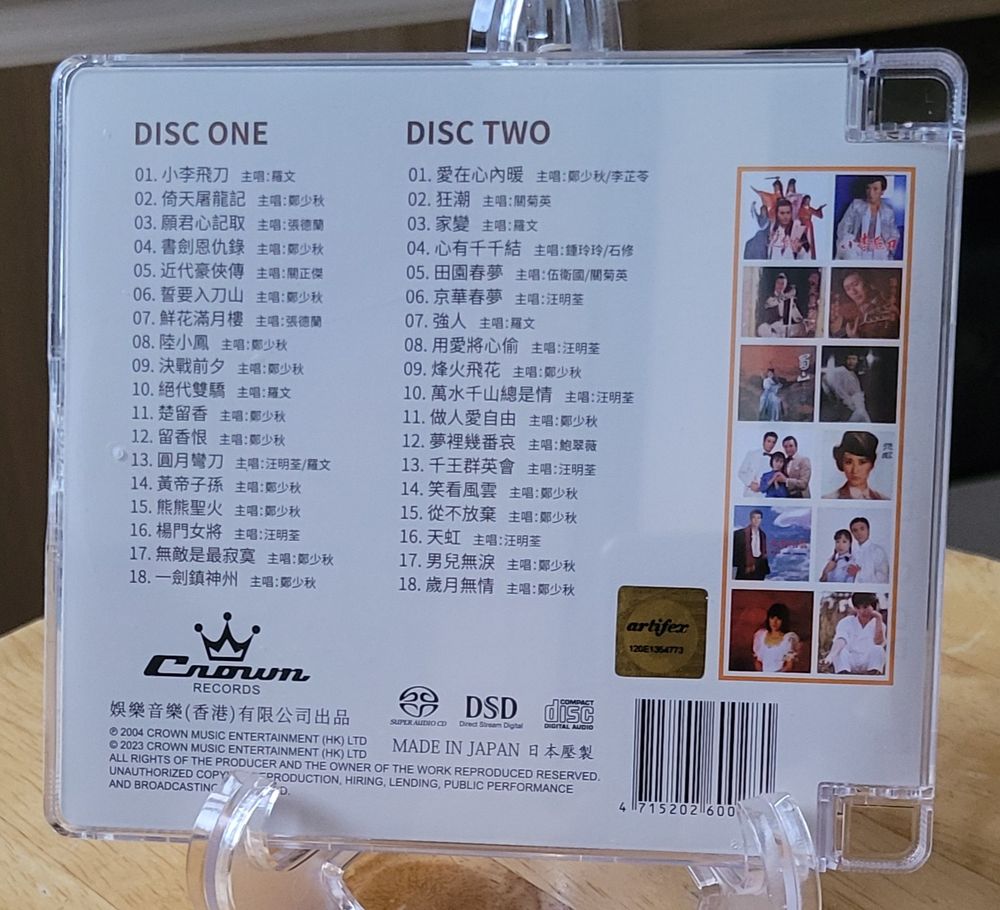 DISC ONE
01. 小李飛刀 主唱:羅文
02. 倚天屠龍記 主唱:鄭少秋
03. 願君心記取 主唱:張德蘭
04. 書劍恩仇錄 主唱:鄭少秋
05. 近代豪俠傳 主唱:關正傑
06. 誓要入刀山 主唱:鄭少秋
07. 鮮花滿月樓 主唱:張德蘭
08. 陸小鳳 主唱:鄭少秋
09. 決戰前夕 主唱:鄭少秋
10. 絕代雙驕 主唱:羅文
11. 楚留香 主唱:鄭少秋
12. 留香恨 主唱:鄭少秋
13. 圓月彎刀 主唱:汪明荃/羅文
14. 黃帝子孫 主唱:鄭少秋
15. 熊熊聖火 主唱:鄭少秋
16. 楊門女將 主唱:汪明荃
17. 無敵是最寂寞 主唱:鄭少秋
18. 一劍鎮神州 主唱:鄭少秋
DISC TWO
01. 愛在心內暖 主唱:鄭少秋/李芷苓
02. 狂潮 主唱:關菊英
03. 家變 主唱:羅文
04. 心有千千結 主唱:鍾玲玲/石修
05. 田園春夢 主唱:伍衛國/關菊英
06. 京華春夢 主唱:汪明荃
07. 強人 主唱:羅文
08. 用愛將心偷 主唱:汪明荃
09. 烽火飛花 主唱:鄭少秋
10. 萬水千山總是情 主唱:汪明荃
11. 做人愛自由 主唱:鄭少秋
12. 夢裡幾番哀 主唱:鮑翠薇
13. 千王群英會 主唱:汪明荃
14. 笑看風雲 主唱:鄭少秋
15. 從不放棄 主唱:鄭少秋
16. 天虹 主唱:汪明荃
17. 男兒無淚 主唱:鄭少秋
18. 歲月無情 主唱:鄭少秋
小李飛刀
蜀山
artifex
120E1354773
Crown
RECORDS
娛樂音樂(香港)有限公司出品
℗ 2004 CROWN MUSIC ENTERTAINMENT (HK) LTD
© 2023 CROWN MUSIC ENTERTAINMENT (HK) LTD
ALL RIGHTS OF THE PRODUCER AND THE OWNER OF THE WORK REPRODUCED RESERVED.
UNAUTHORIZED REPRODUCTION, HIRING, LENDING, PUBLIC PERFORMANCE
AND BROADCASTING
SUPER AUDIO CD
DSD
Direct Stream Digital
COMPACT
disc
DIGITAL AUDIO
MADE IN JAPAN 日本壓製
4 715202 600